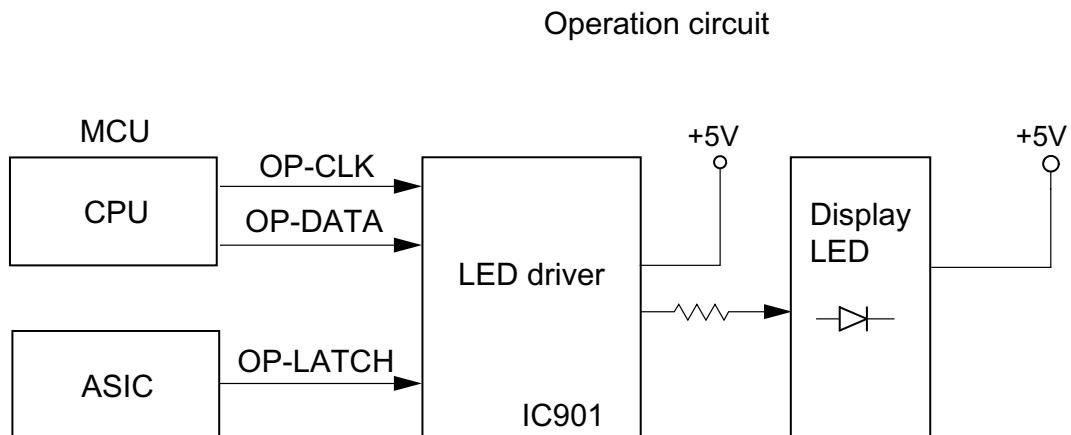 Operation circuit
MCU
CPU
OP-CLK
OP-DATA
ASIC
OP-LATCH
LED driver
IC901
+5V
Display
LED
+5V